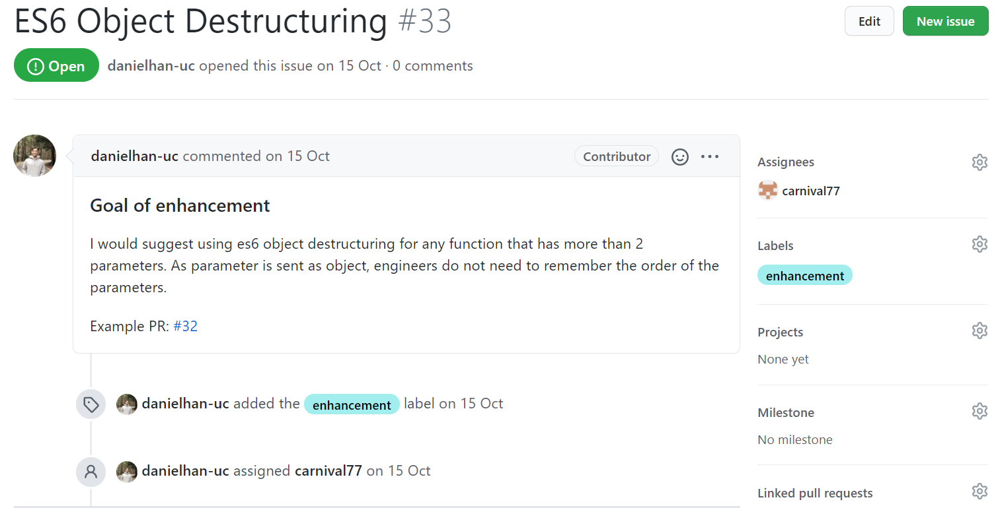 ES6 Object Destructuring #33
Edit
New issue
Open
danielhan-uc opened this issue on 15 Oct · 0 comments
danielhan-uc commented on 15 Oct
Contributor
Goal of enhancement
I would suggest using es6 object destructuring for any function that has more than 2
parameters. As parameter is sent as object, engineers do not need to remember the order of the
parameters.
Example PR: #32
danielhan-uc added the enhancement label on 15 Oct
danielhan-uc assigned carnival77 on 15 Oct
Assignees
carnival77
Labels
enhancement
Projects
None yet
Milestone
No milestone
Linked pull requests